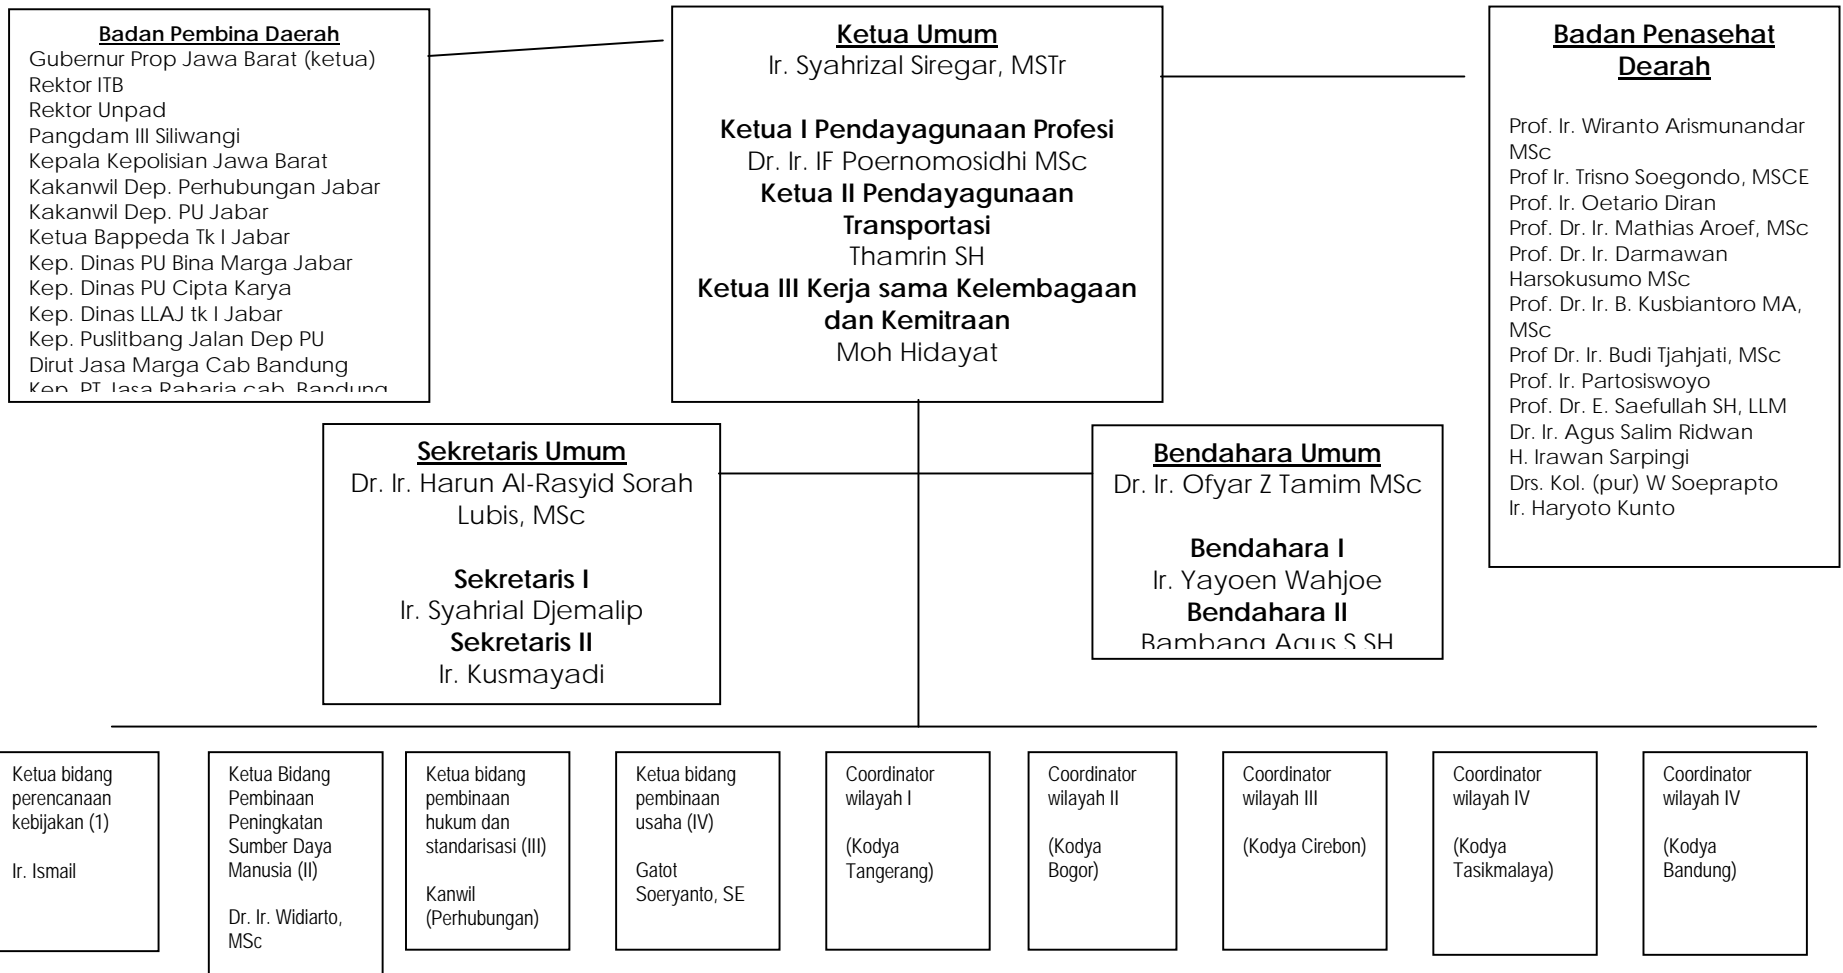 Badan Pembina Daerah
Gubernur Prop Jawa Barat (ketua)
Rektor ITB
Rektor Unpad
Pangdam III Siliwangi
Kepala Kepolisian Jawa Barat
Kakanwil Dep. Perhubungan Jabar
Kakanwil Dep. PU Jabar
Ketua Bappeda Tk I Jabar
Kep. Dinas PU Bina Marga Jabar
Kep. Dinas PU Cipta Karya
Kep. Dinas LLAJ tk I Jabar
Kep. Puslitbang Jalan Dep PU
Dirut Jasa Marga Cab Bandung
Kep. PT Jasa Raharja cab. Bandung
Ketua Umum
Ir. Syahrizal Siregar, MSTr
Ketua I Pendayagunaan Profesi
Dr. Ir. IF Poernomosidhi MSc
Ketua II Pendayagunaan
Transportasi
Thamrin SH
Ketua III Kerja sama Kelembagaan
dan Kemitraan
Moh Hidayat
Badan Penasehat
Dearah
Prof. Ir. Wiranto Arismunandar
MSc
Prof Ir. Trisno Soegondo, MSCE
Prof. Ir. Oetario Diran
Prof. Dr. Ir. Mathias Aroef, MSc
Prof. Dr. Ir. Darmawan
Harsokusumo MSc
Prof. Dr. Ir. B. Kusbiantoro MA,
MSc
Prof Dr. Ir. Budi Tjahjati, MSc
Prof. Ir. Partosiswoyo
Prof. Dr. E. Saefullah SH, LLM
Dr. Ir. Agus Salim Ridwan
H. Irawan Sarpingi
Drs. Kol. (pur) W Soeprapto
Ir. Haryoto Kunto
Sekretaris Umum
Dr. Ir. Harun Al-Rasyid Sorah
Lubis, MSc
Sekretaris I
Ir. Syahrial Djemalip
Sekretaris II
Ir. Kusmayadi
Bendahara Umum
Dr. Ir. Ofyar Z Tamim MSc
Bendahara I
Ir. Yayoen Wahjoe
Bendahara II
Bambang Agus S SH
Ketua bidang
perencanaan
kebijakan (1)
Ir. Ismail
Ketua Bidang
Pembinaan
Peningkatan
Sumber Daya
Manusia (II)
Dr. Ir. Widiarto,
MSc
Ketua bidang
pembinaan
hukum dan
standarisasi (III)
Kanwil
(Perhubungan)
Ketua bidang
pembinaan
usaha (IV)
Gatot
Soeryanto, SE
Coordinator
wilayah I
(Kodya
Tangerang)
Coordinator
wilayah II
(Kodya
Bogor)
Coordinator
wilayah III
(Kodya Cirebon)
Coordinator
wilayah IV
(Kodya
Tasikmalaya)
Coordinator
wilayah IV
(Kodya
Bandung)